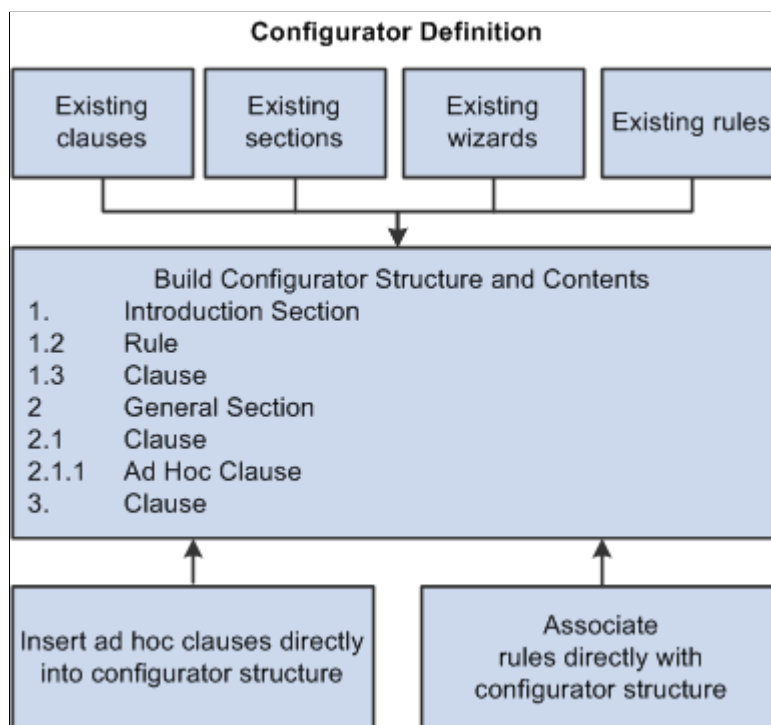 Configurator Definition
Existing
clauses
Existing
sections
Existing
wizards
Existing rules
Build Configurator Structure and Contents
1. Introduction Section
1.2 Rule
1.3 Clause
2 General Section
2.1 Clause
2.1.1 Ad Hoc Clause
3. Clause
Insert ad hoc clauses directly
into configurator structure
Associate
rules directly with
configurator structure